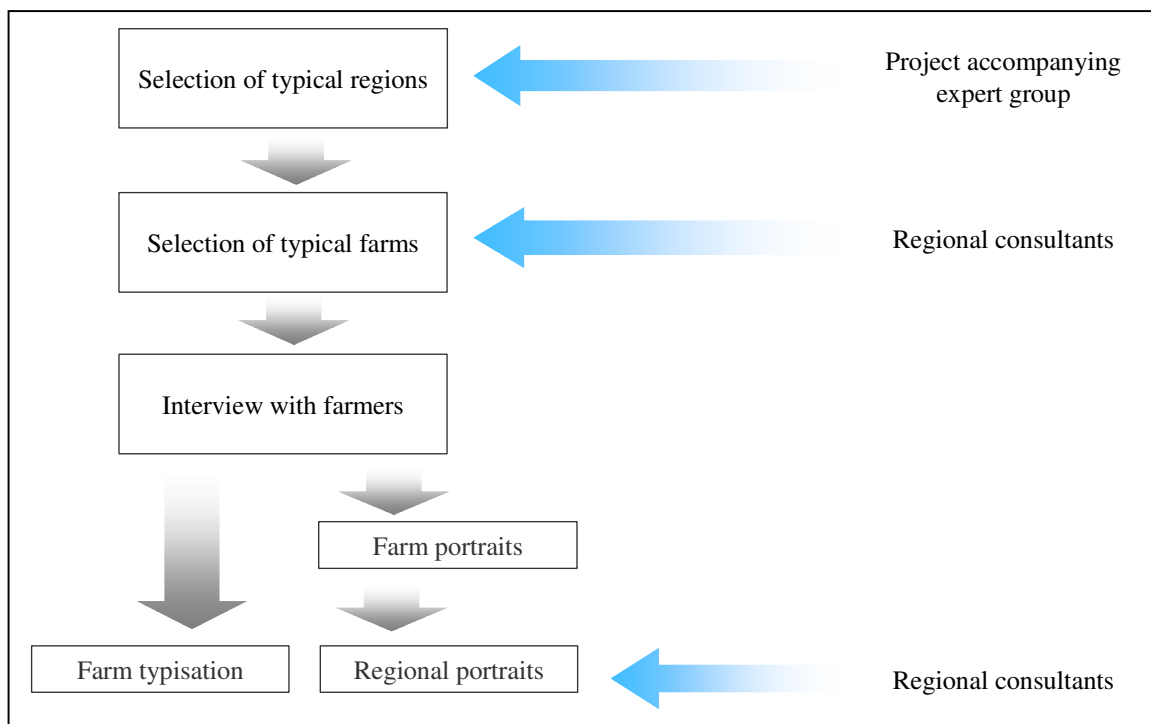 Selection of typical regions
Project accompanying
expert group
Selection of typical farms
Regional consultants
Interview with farmers
Farm portraits
Farm typisation
Regional portraits
Regional consultants